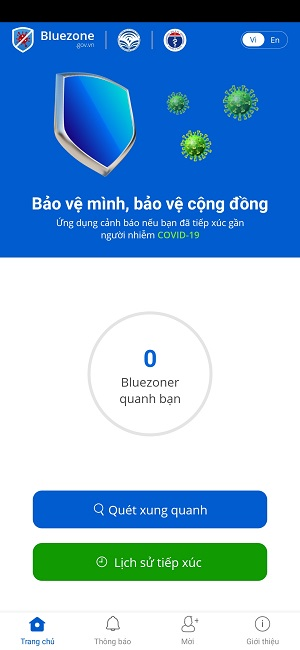 Bluezone
.gov.vn
Vi
En
Bảo vệ mình, bảo vệ cộng đồng
Ứng dụng cảnh báo nếu bạn đã tiếp xúc gần
người nhiễm COVID-19
0
Bluezoner
quanh bạn
Quét xung quanh
Lịch sử tiếp xúc
Trang chủ
Thông báo
Mời
Giới thiệu